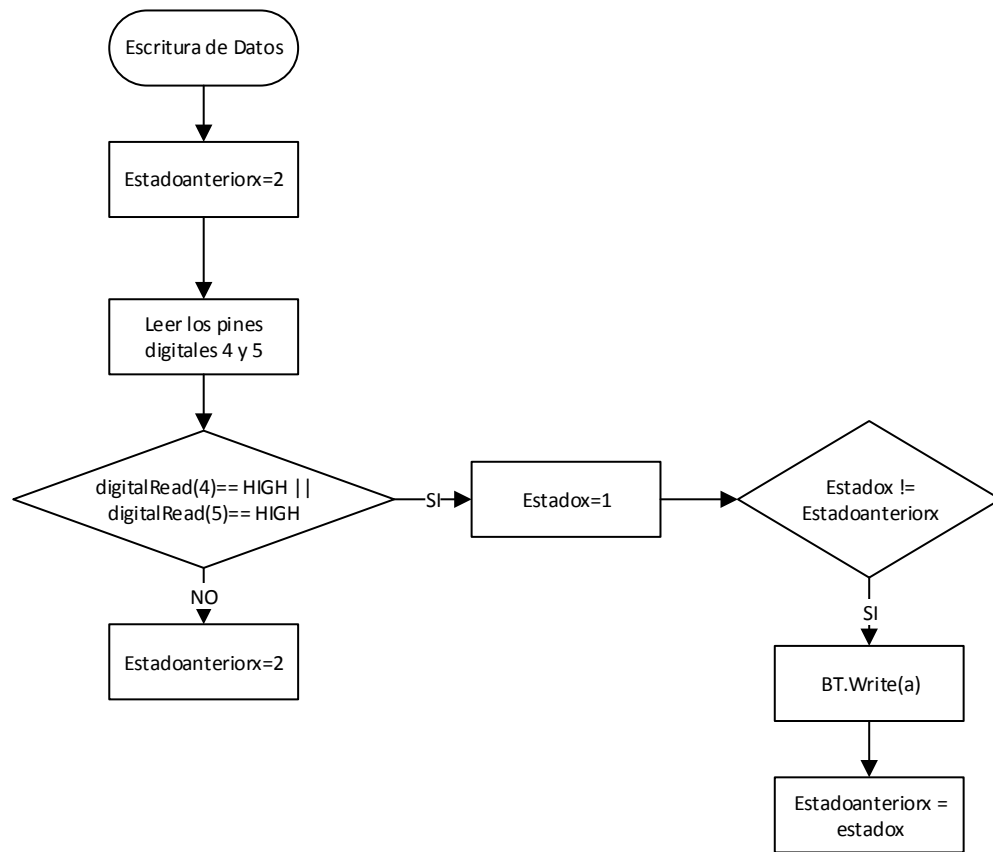 Escritura de Datos
Estadoanteriorx=2
Leer los pines
digitales 4 y 5
digitalRead(4)== HIGH ||
digitalRead(5)== HIGH
SI
Estadox=1
Estadox !=
Estadoanteriorx
NO
SI
Estadoanteriorx=2
BT.Write(a)
Estadoanteriorx =
estadox